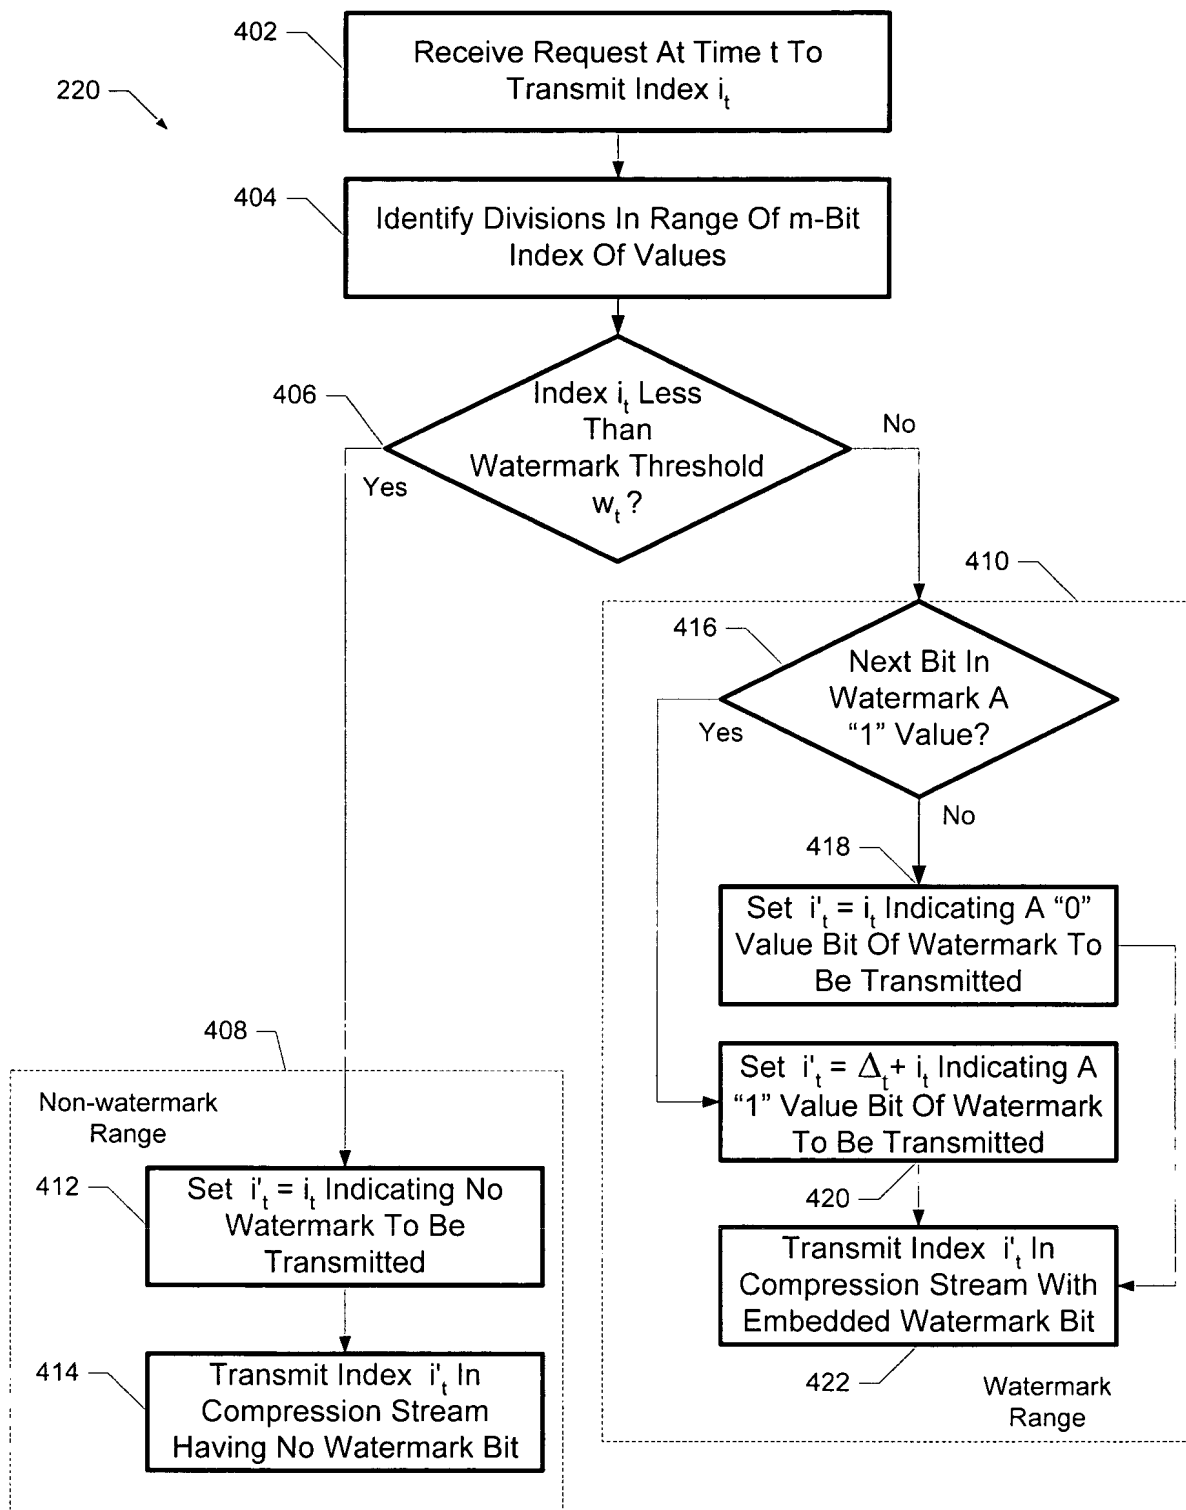 402
Receive Request At Time t To
Transmit Index i_t
220
404
Identify Divisions In Range Of m-Bit
Index Of Values
406
Index i_t Less
Than
Watermark Threshold
w_t ?
Yes
No
410
416
Next Bit In
Watermark A
“1” Value?
Yes
No
418
Set i'_t = i_t Indicating A “0”
Value Bit Of Watermark To
Be Transmitted
Set i'_t = Δ_t + i_t Indicating A
“1” Value Bit Of Watermark
To Be Transmitted
420
Transmit Index i'_t In
Compression Stream With
Embedded Watermark Bit
422
Watermark
Range
408
Non-watermark
Range
412
Set i'_t = i_t Indicating No
Watermark To Be
Transmitted
414
Transmit Index i'_t In
Compression Stream
Having No Watermark Bit